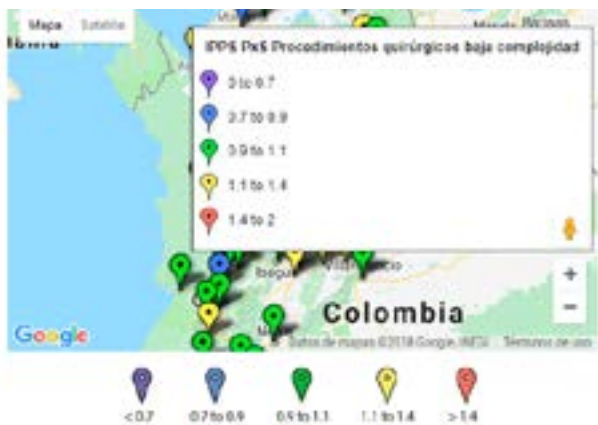 Mapa Satélite
IPPS PxS Procedimientos quirúrgicos baja complejidad
0 to 0.7
0.7 to 0.9
0.9 to 1.1
1.1 to 1.4
1.4 to 2
Ibagué
Colombia
Google
Datos de mapas ©2018 Google, INEGI Términos de uso
< 0.7 0.7 to 0.9 0.9 to 1.1 1.1 to 1.4 > 1.4